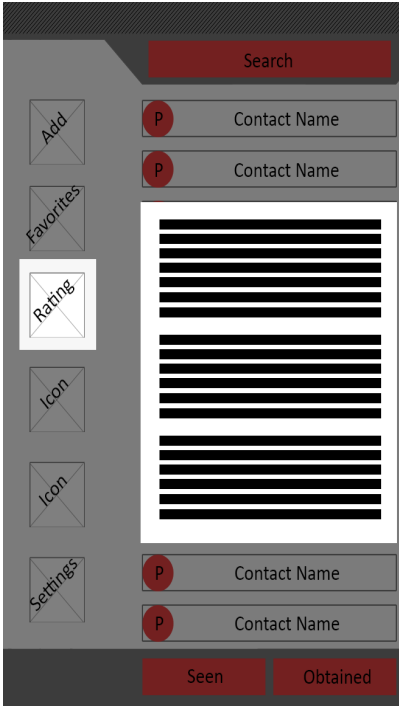 Search
Add
P Contact Name
P Contact Name
Favorites
Rating
Icon
Icon
Settings
P Contact Name
P Contact Name
Seen
Obtained